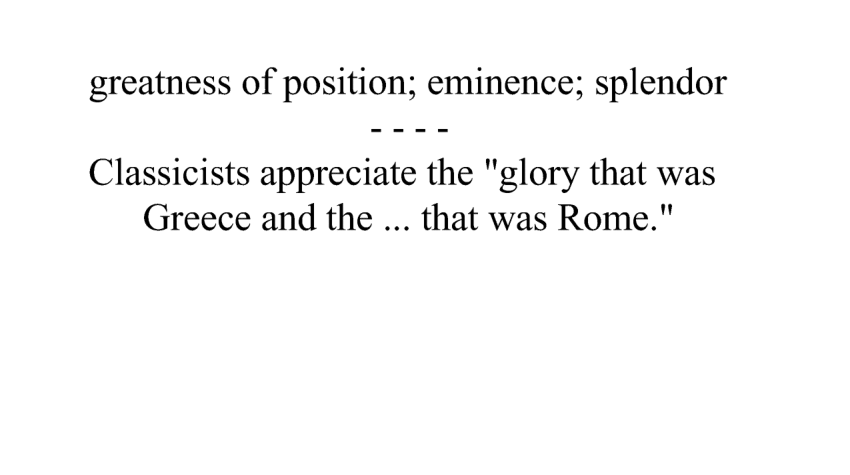 greatness of position; eminence; splendor
- - - -
Classicists appreciate the "glory that was
Greece and the ... that was Rome."